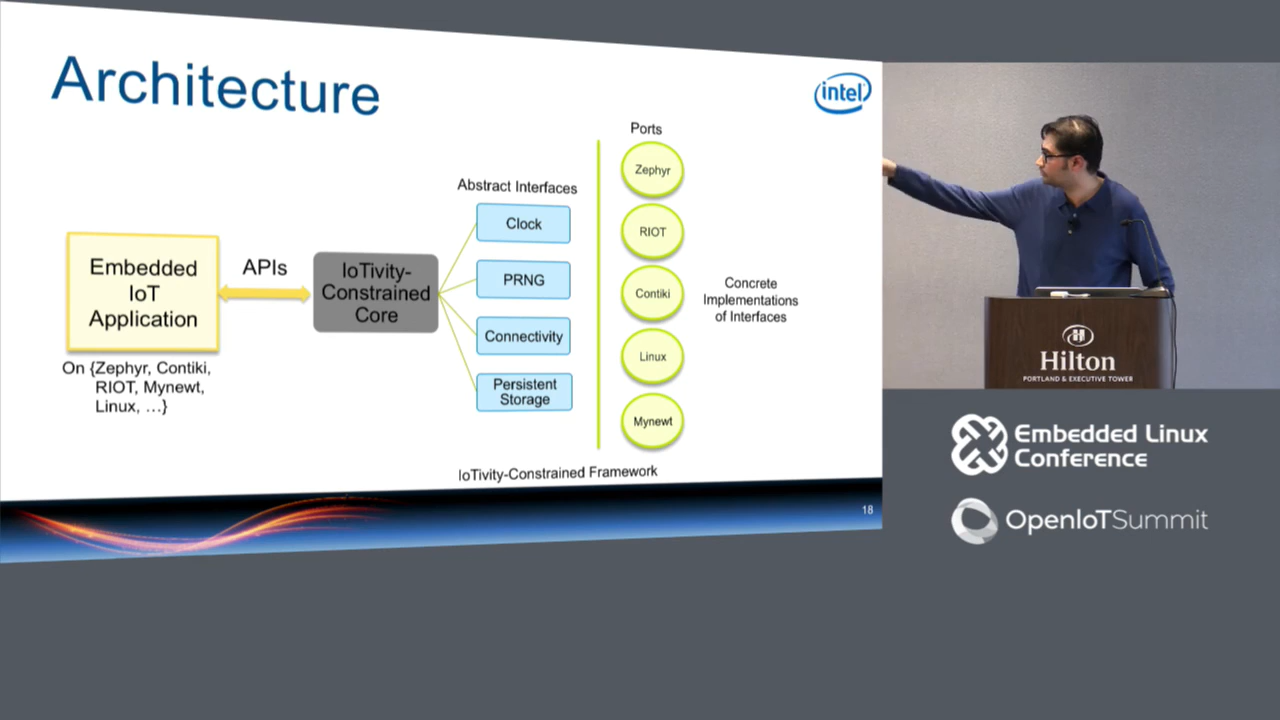 Architecture
intel
Ports
Zephyr
RIOT
Contiki
Linux
Mynewt
Abstract Interfaces
Clock
PRNG
Connectivity
Persistent
Storage
Embedded
IoT
Application
APIs
IoTivity-
Constrained
Core
Concrete
Implementations
of Interfaces
On {Zephyr, Contiki,
RIOT, Mynewt,
Linux, ...}
IoTivity-Constrained Framework
18
Hilton
PORTLAND & EXECUTIVE TOWER
Embedded Linux
Conference
OpenIoTSummit